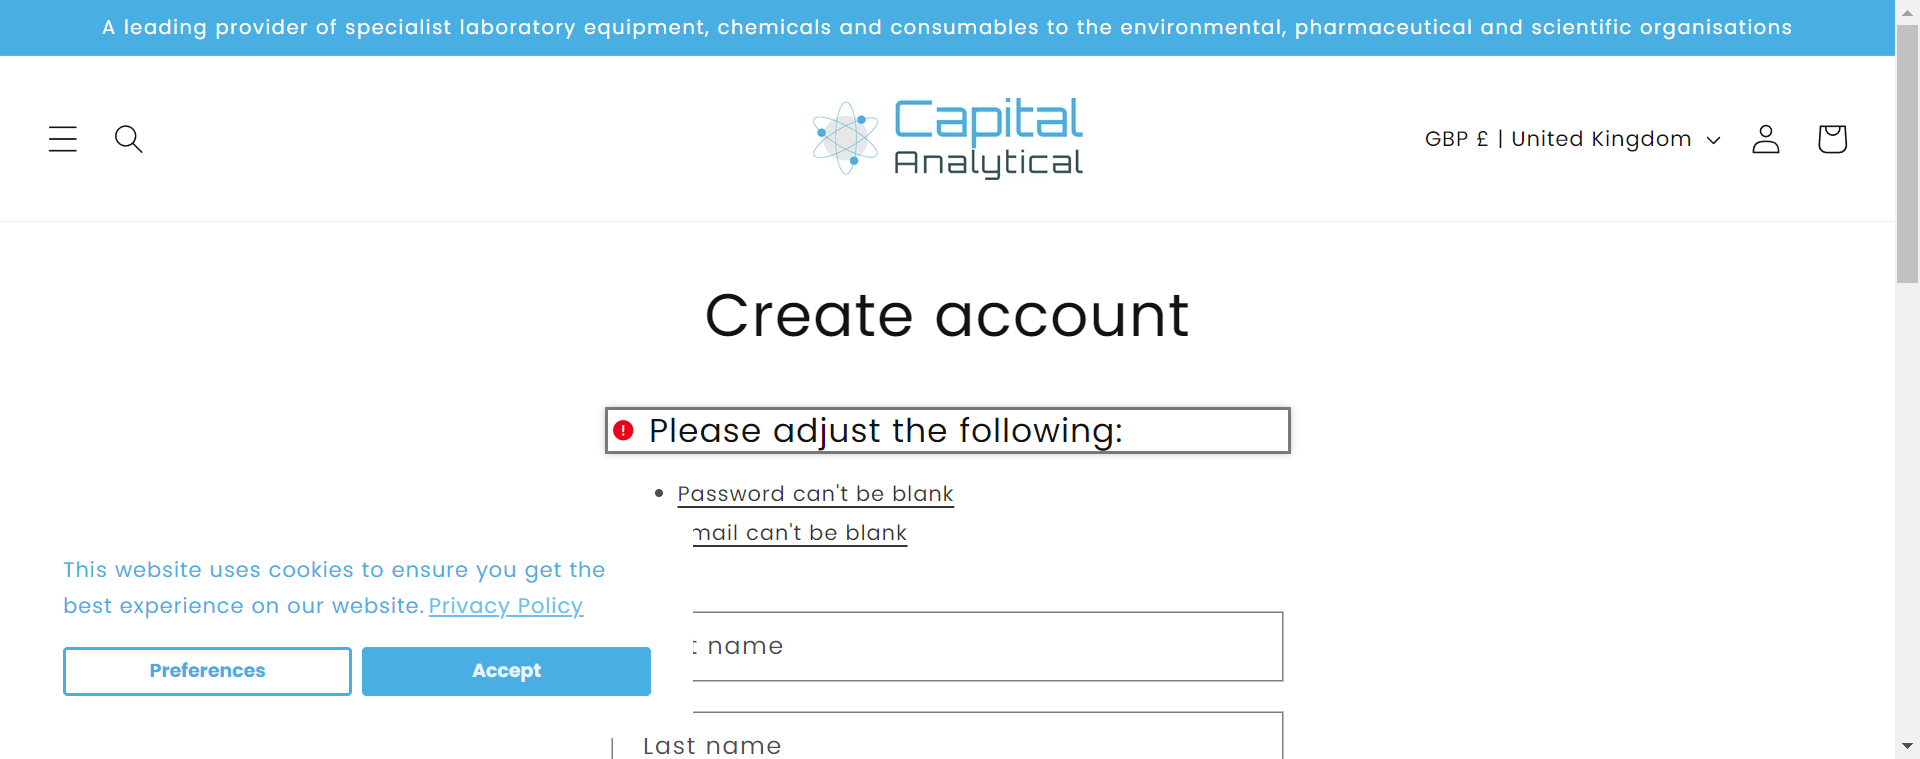 A leading provider of specialist laboratory equipment, chemicals and consumables to the environmental, pharmaceutical and scientific organisations
Capital
Analytical
GBP £ | United Kingdom
Create account
Please adjust the following:
Password can't be blank
mail can't be blank
This website uses cookies to ensure you get the
best experience on our website. Privacy Policy
Preferences
Accept
t name
Last name